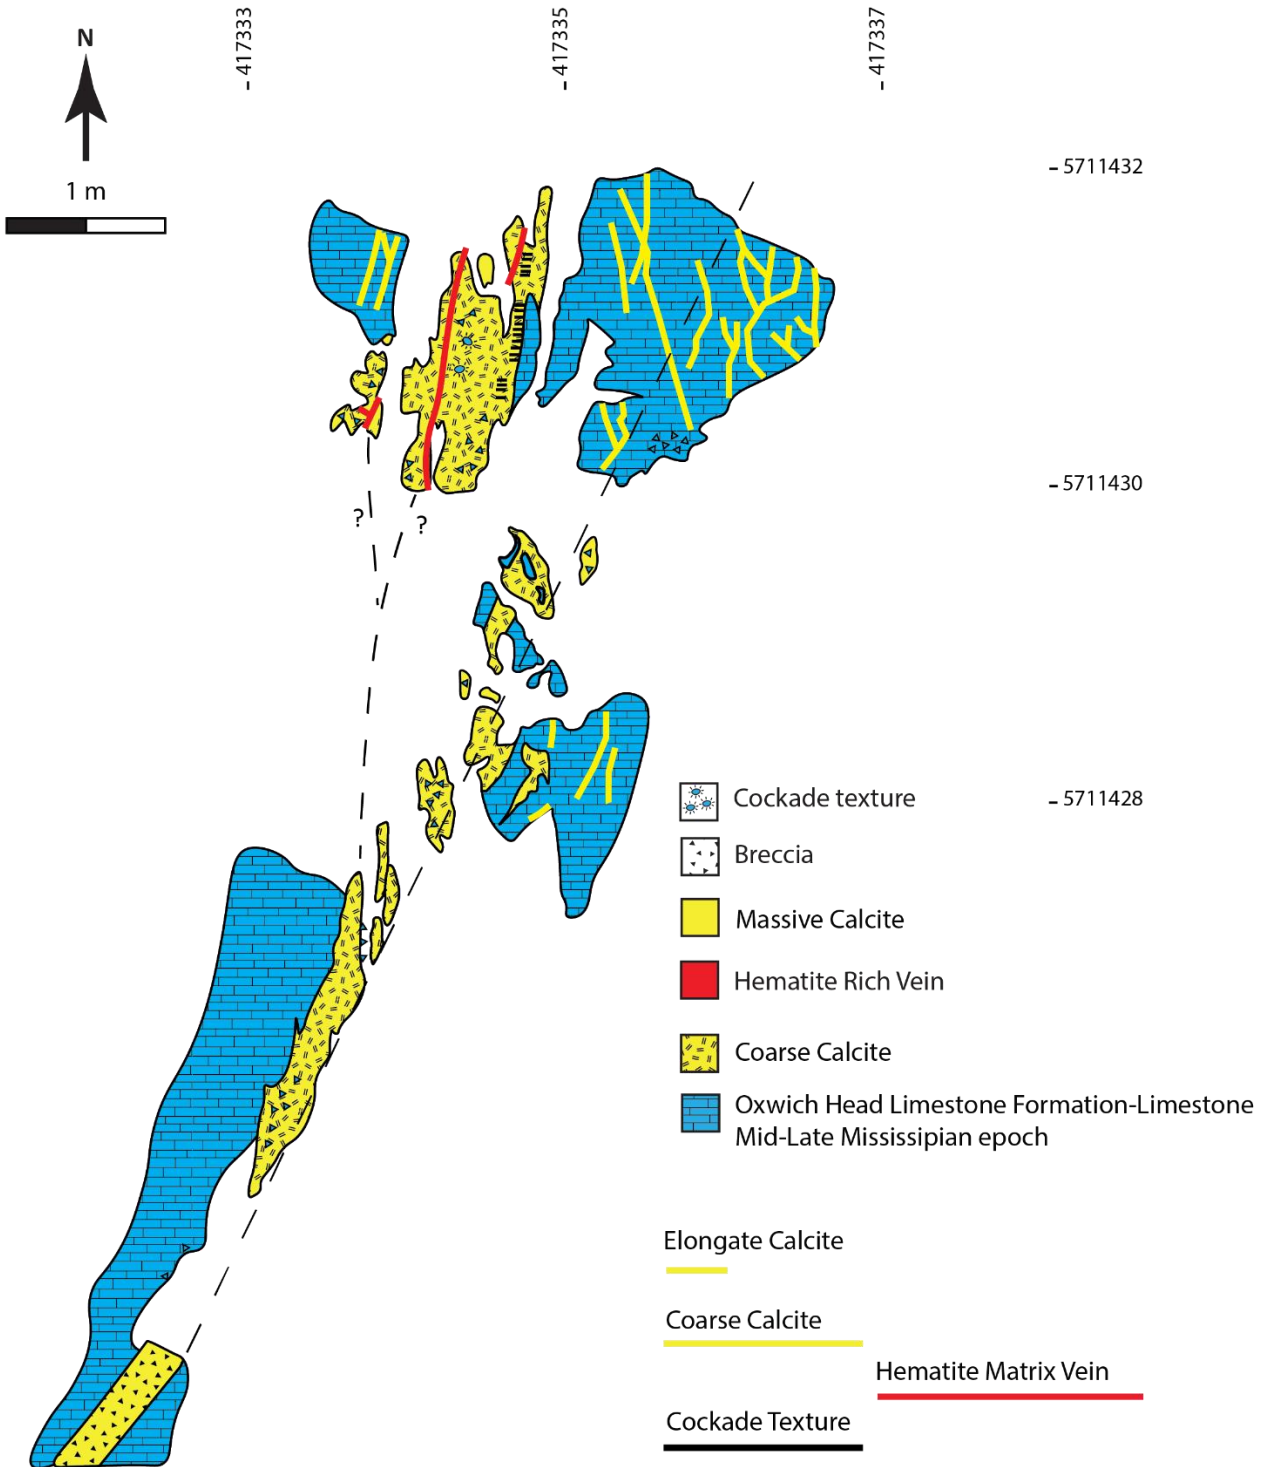 - 417333
- 417335
- 417337
N
1 m
- 5711432
- 5711430
? ?
- 5711428
Cockade texture
Breccia
Massive Calcite
Hematite Rich Vein
Coarse Calcite
Oxwich Head Limestone Formation-Limestone
Mid-Late Mississipian epoch
Elongate Calcite
Coarse Calcite
Hematite Matrix Vein
Cockade Texture